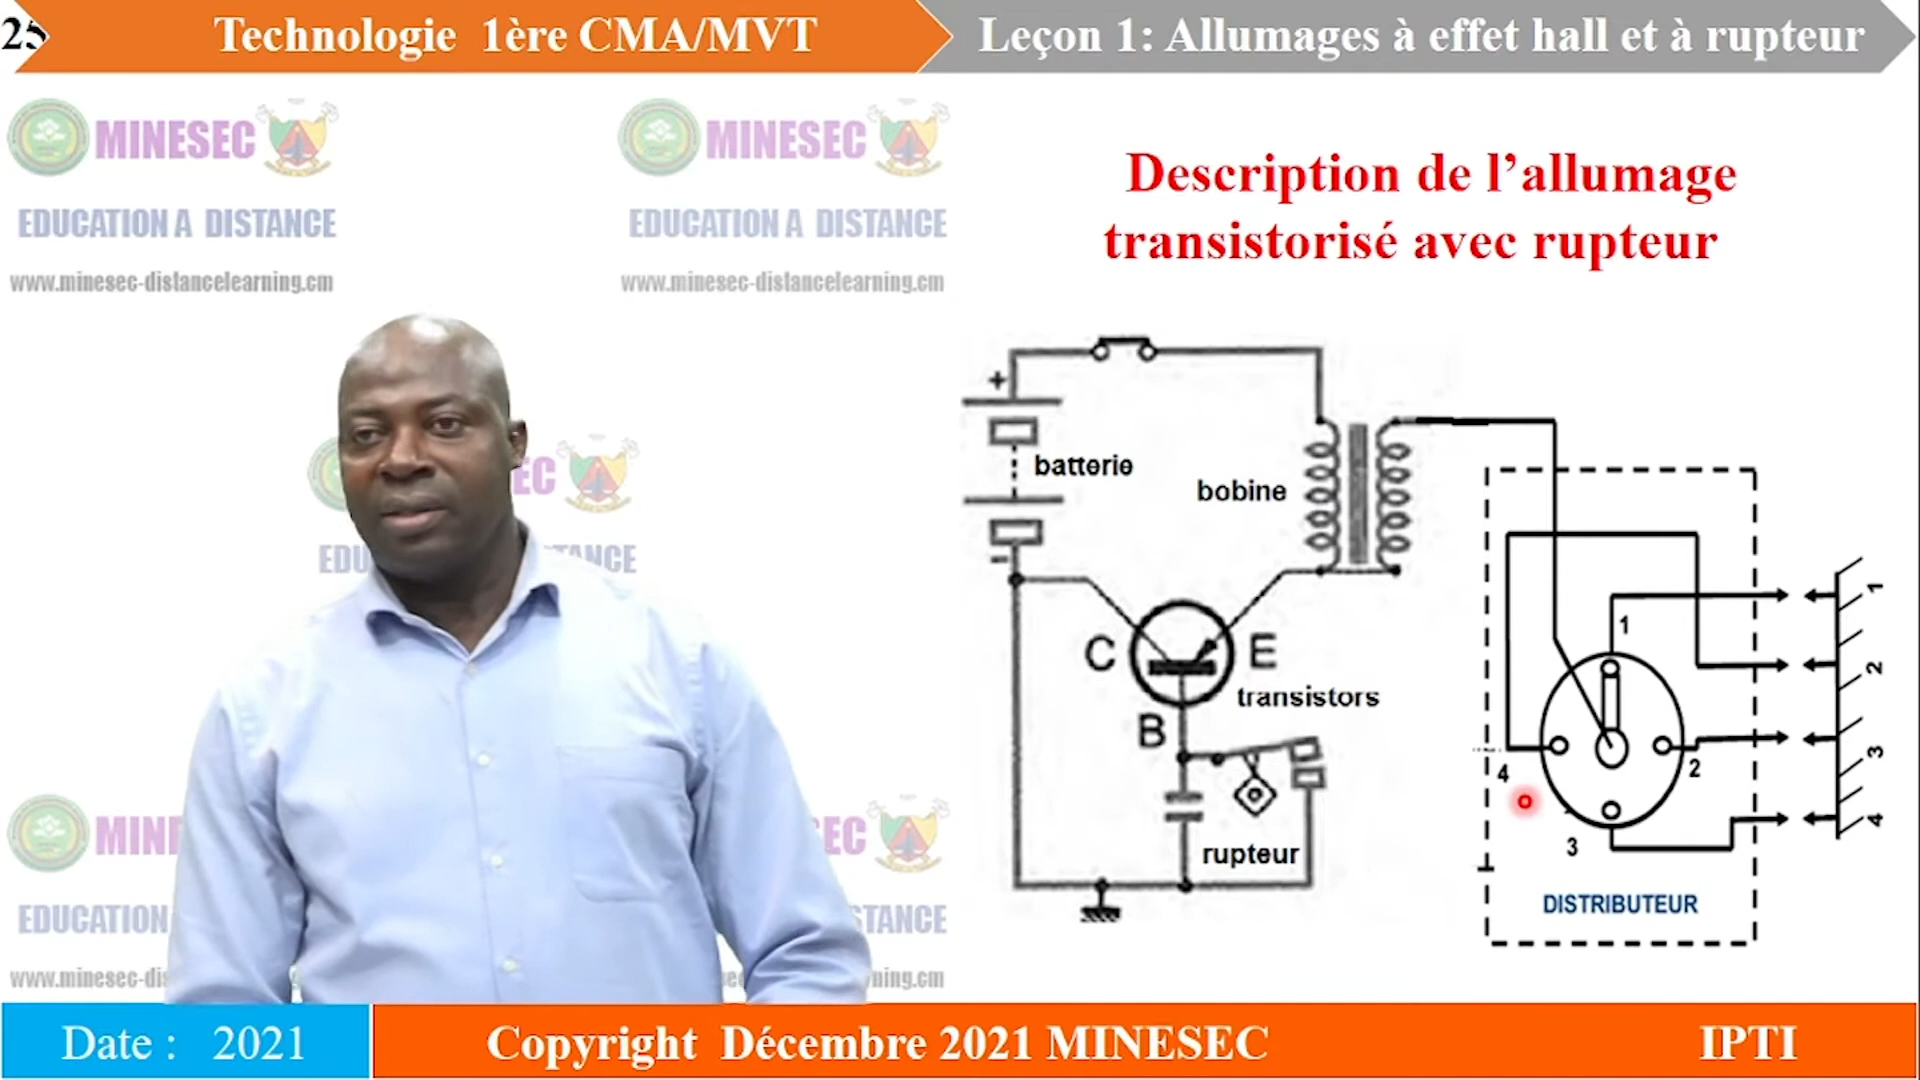 25
Technologie 1ère CMA/MVT
Leçon 1: Allumages à effet hall et à rupteur
MINESEC
MINESEC
EDUCATION A DISTANCE
EDUCATION A DISTANCE
www.minesec-distancelearning.cm
www.minesec-distancelearning.cm
Description de l’allumage
transistorisé avec rupteur
+
batterie
bobine
-
C
E
transistors
B
rupteur
1
2
3
4
1
2
3
4
DISTRIBUTEUR
Date : 2021
Copyright Décembre 2021 MINESEC
IPTI